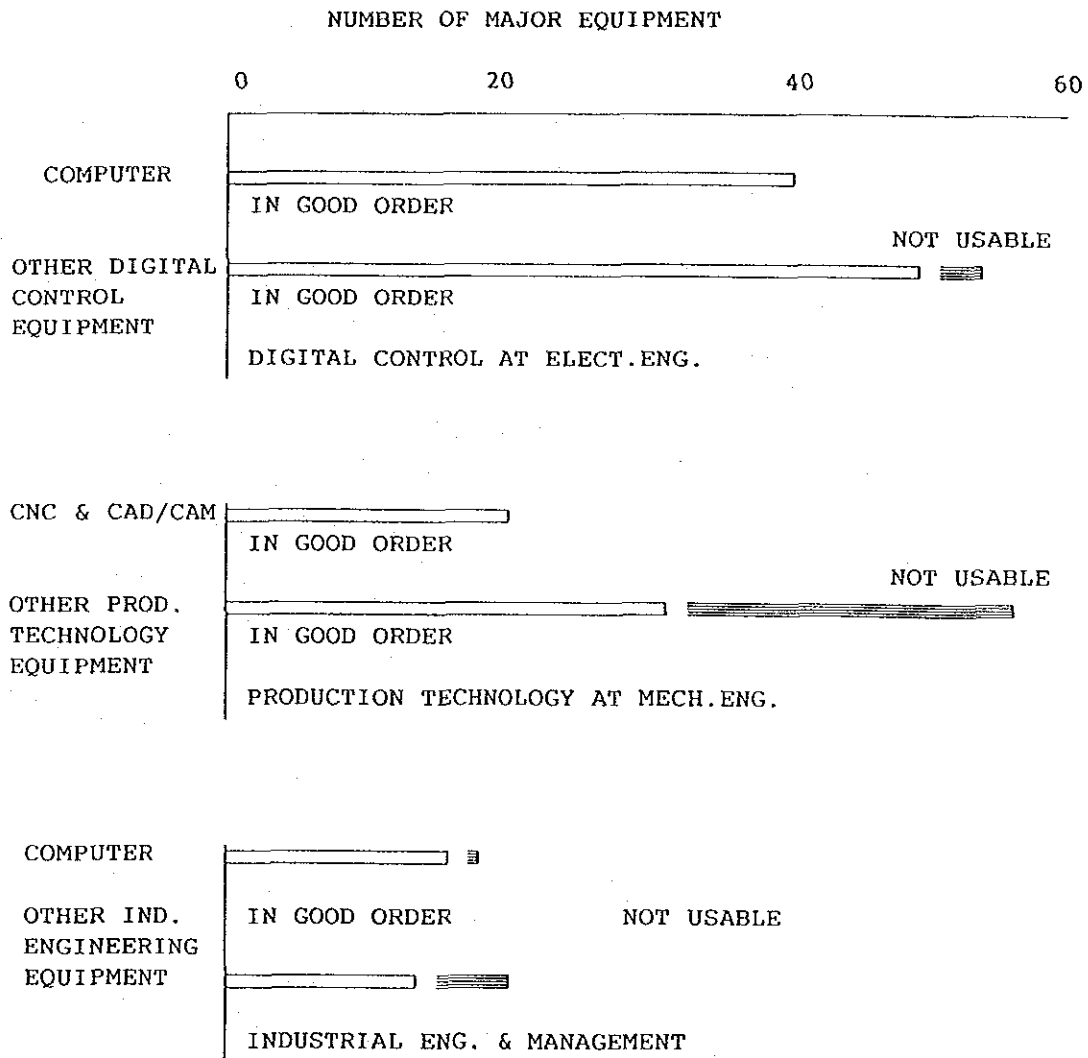 NUMBER OF MAJOR EQUIPMENT
0 20 40 60
COMPUTER
IN GOOD ORDER
NOT USABLE
OTHER DIGITAL
CONTROL
EQUIPMENT
IN GOOD ORDER
DIGITAL CONTROL AT ELECT.ENG.
CNC & CAD/CAM
IN GOOD ORDER
NOT USABLE
OTHER PROD.
TECHNOLOGY
EQUIPMENT
IN GOOD ORDER
PRODUCTION TECHNOLOGY AT MECH.ENG.
COMPUTER
OTHER IND.
ENGINEERING
EQUIPMENT
IN GOOD ORDER NOT USABLE
INDUSTRIAL ENG. & MANAGEMENT